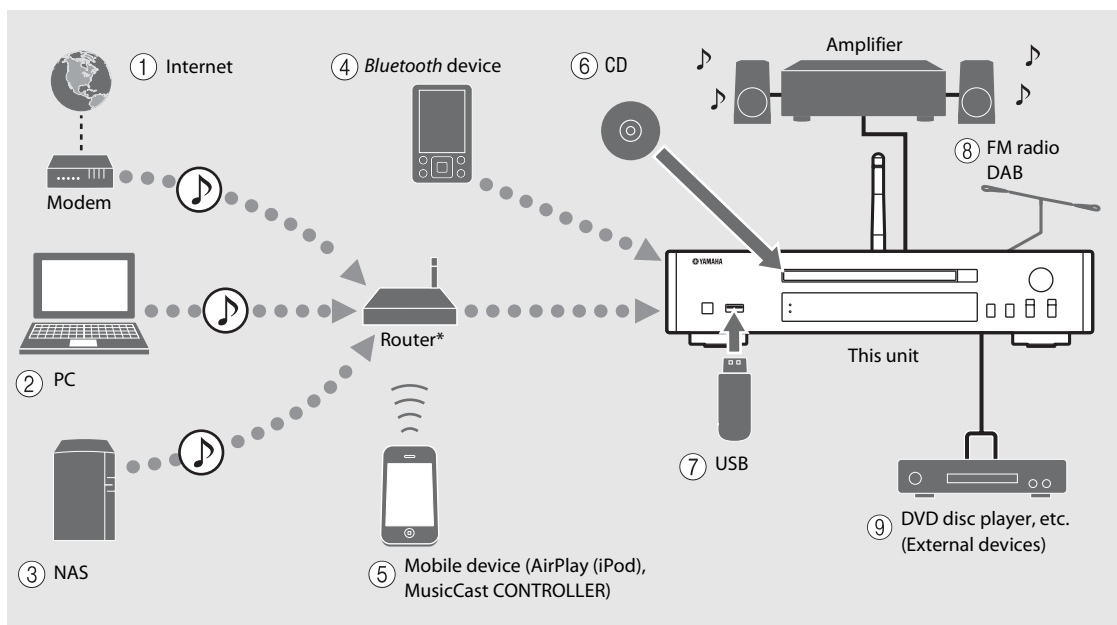 ① Internet
Modem
② PC
③ NAS
④ Bluetooth device
Router*
⑤ Mobile device (AirPlay (iPod),
MusicCast CONTROLLER)
⑥ CD
Amplifier
⑧ FM radio
DAB
YAMAHA
This unit
⑦ USB
⑨ DVD disc player, etc.
(External devices)